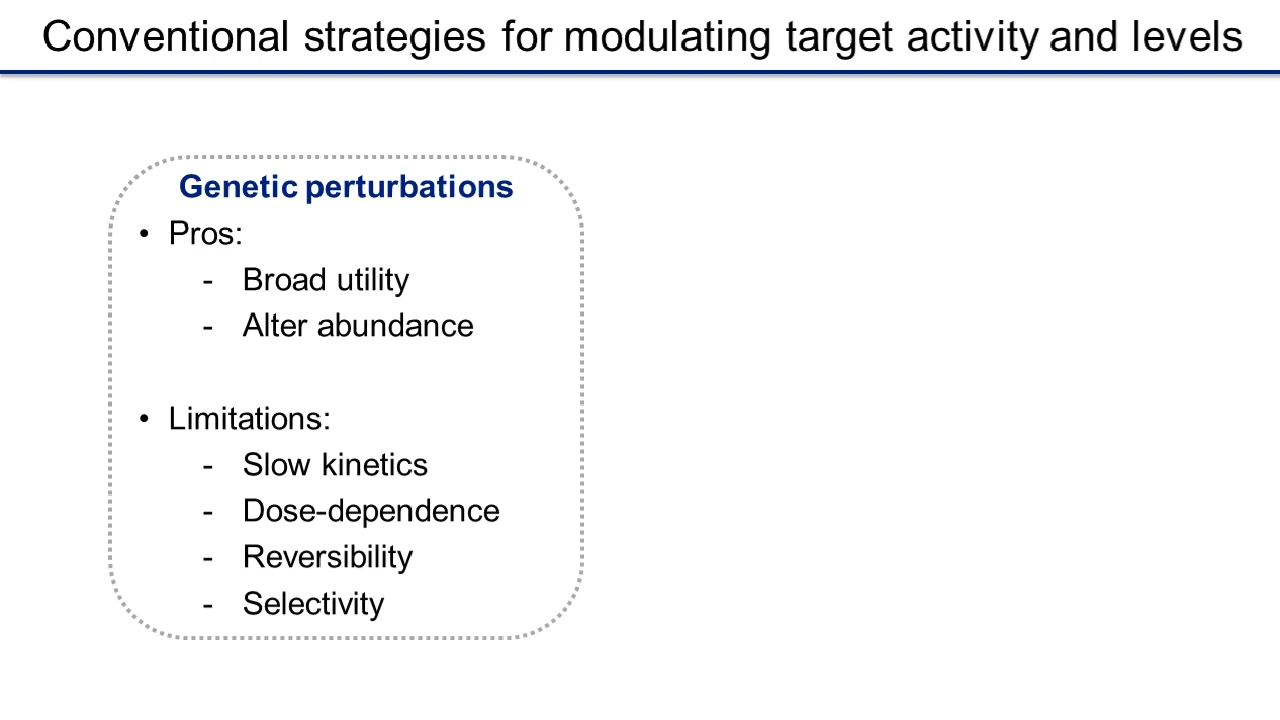 Conventional strategies for modulating target activity and levels
Genetic perturbations
• Pros:
- Broad utility
- Alter abundance
• Limitations:
- Slow kinetics
- Dose-dependence
- Reversibility
- Selectivity